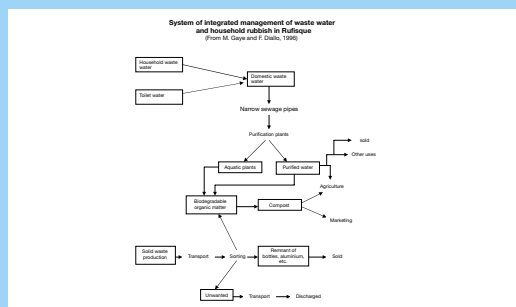 System of integrated management of waste water
and household rubbish in Rufisque
(From M. Gaye and F. Diallo, 1996)
Household waste
water
Domestic waste
water
Toilet water
Narrow sewage pipes
Purification plants
sold
Other uses
Aquatic plants
Purified water
Agriculture
Biodegradable
organic matter
Compost
Marketing
Solid waste
production
Transport
Sorting
Remnant of
bottles, aluminium,
etc.
Sold
Unwanted
Transport
Discharged